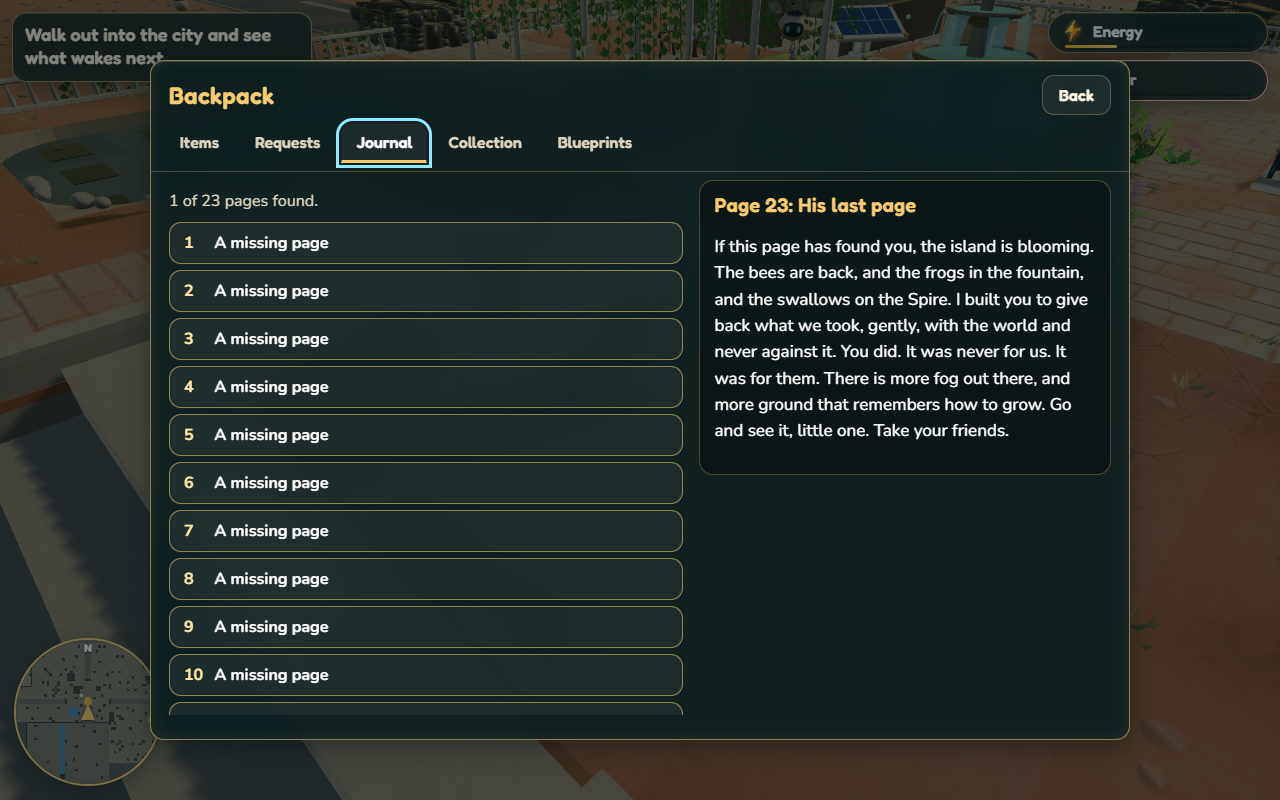 Walk out into the city and see
what wakes next
Energy
Backpack
Back
Items
Requests
Journal
Collection
Blueprints
1 of 23 pages found.
1 A missing page
2 A missing page
3 A missing page
4 A missing page
5 A missing page
6 A missing page
7 A missing page
8 A missing page
9 A missing page
10 A missing page
Page 23: His last page
If this page has found you, the island is blooming.
The bees are back, and the frogs in the fountain,
and the swallows on the Spire. I built you to give
back what we took, gently, with the world and
never against it. You did. It was never for us. It
was for them. There is more fog out there, and
more ground that remembers how to grow. Go
and see it, little one. Take your friends.
N